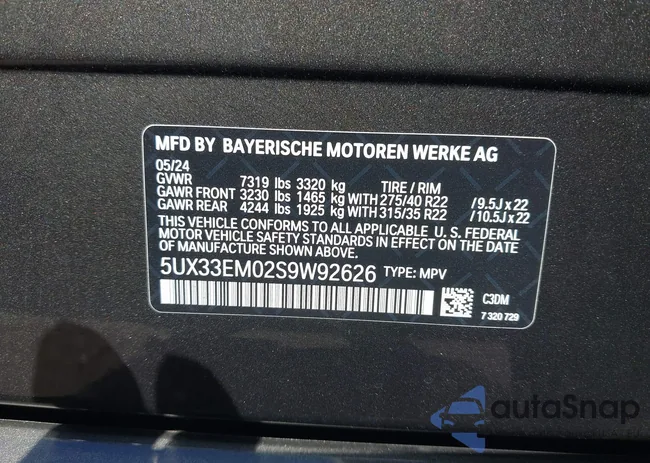 MFD BY BAYERISCHE MOTOREN WERKE AG
05/24
GVWR 7319 lbs 3320 kg TIRE / RIM
GAWR FRONT 3230 lbs 1465 kg WITH 275/40 R22 / 9.5J x 22
GAWR REAR 4244 lbs 1925 kg WITH 315/35 R22 / 10.5J x 22
THIS VEHICLE CONFORMS TO ALL APPLICABLE U. S. FEDERAL
MOTOR VEHICLE SAFETY STANDARDS IN EFFECT ON THE DATE
OF MANUFACTURE SHOWN ABOVE.
5UX33EM02S9W92626 TYPE: MPV
C3DM
7 320 729
autoSnap